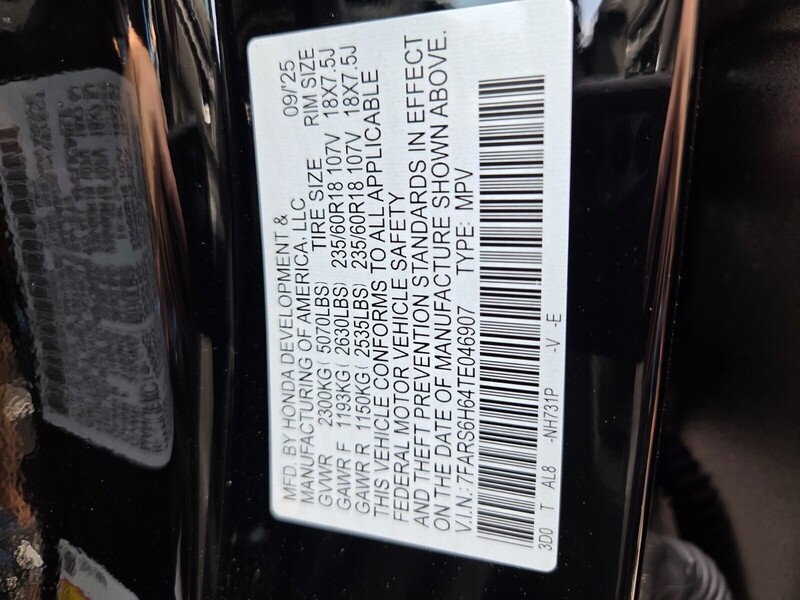 MFD. BY HONDA DEVELOPMENT & 09/'25
MANUFACTURING OF AMERICA, LLC
TIRE SIZE RIM SIZE
GVWR 2300KG ( 5070LBS)
GAWR F 1193KG ( 2630LBS) 235/60R18 107V 18X7.5J
GAWR R 1150KG ( 2535LBS) 235/60R18 107V 18X7.5J
THIS VEHICLE CONFORMS TO ALL APPLICABLE
FEDERAL MOTOR VEHICLE SAFETY
AND THEFT PREVENTION STANDARDS IN EFFECT
ON THE DATE OF MANUFACTURE SHOWN ABOVE.
V.I.N.: 7FARS6H64TE046907 TYPE: MPV
3D0 T AL8 -NH731P -V -E